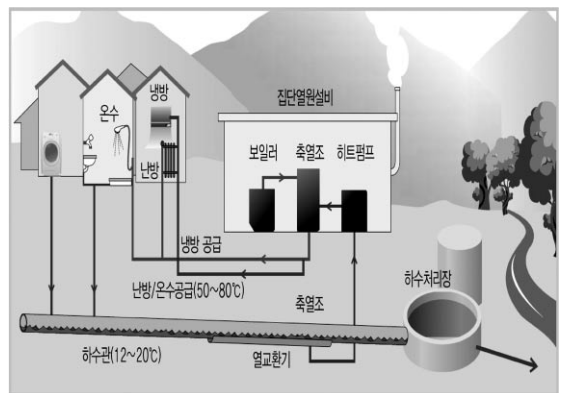 냉방
온수
난방
집단열원설비
보일러 축열조 히트펌프
냉방 공급
난방/온수공급(50~80℃)
축열조
하수처리장
하수관(12~20℃)
열교환기